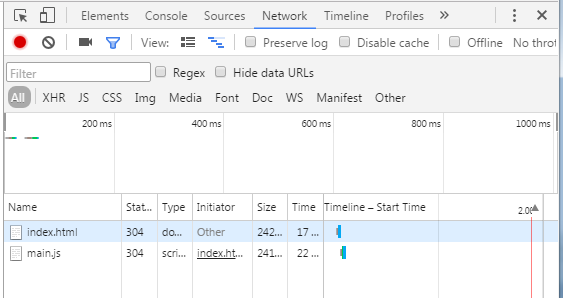 Elements Console Sources Network Timeline Profiles »
View: Preserve log Disable cache Offline No thrott
Filter Regex Hide data URLs
All XHR JS CSS Img Media Font Doc WS Manifest Other
200 ms 400 ms 600 ms 800 ms 1000 ms
Name Stat... Type Initiator Size Time Timeline – Start Time 2.00
index.html 304 do... Other 242... 17 ...
main.js 304 scri... index.ht... 241... 22 ...